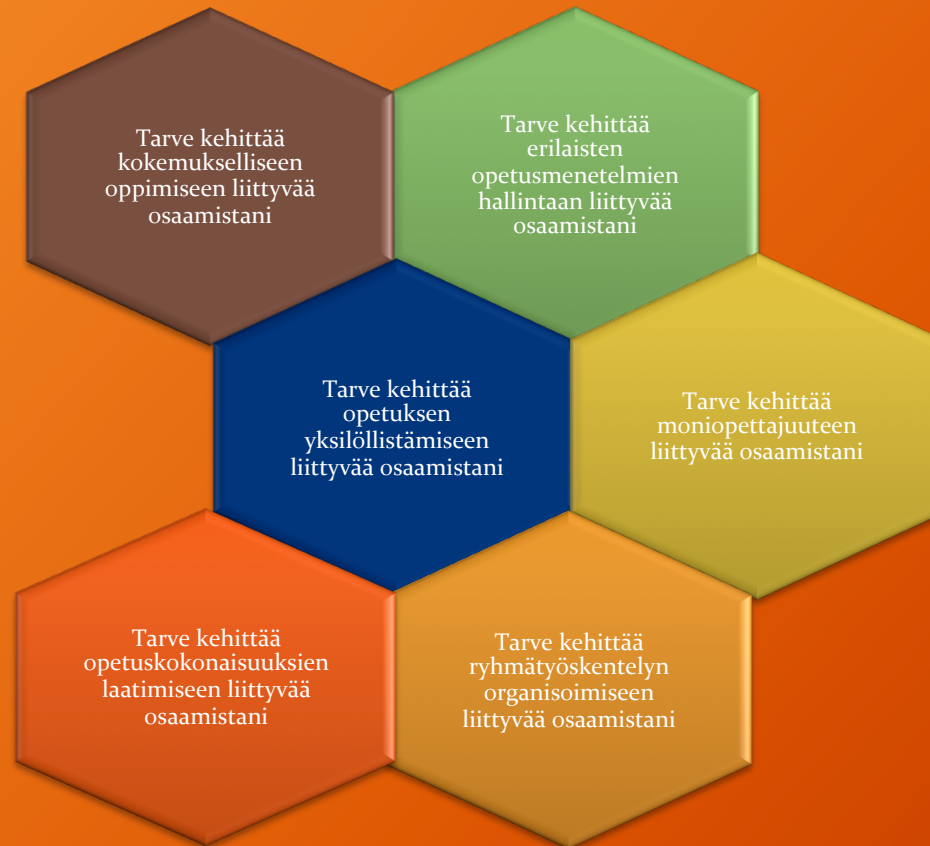 Tarve kehittää
kokemukselliseen
oppimiseen liittyvää
osaamistani
Tarve kehittää
erilaisten
opetusmenetelmien
hallintaan liittyvää
osaamistani
Tarve kehittää
opetuksen
yksilöllistämiseen
liittyvää osaamistani
Tarve kehittää
moniopettajuuteen
liittyvää osaamistani
Tarve kehittää
opetuskokonaisuuksien
laatimiseen liittyvää
osaamistani
Tarve kehittää
ryhmätyöskentelyn
organisoimiseen
liittyvää osaamistani